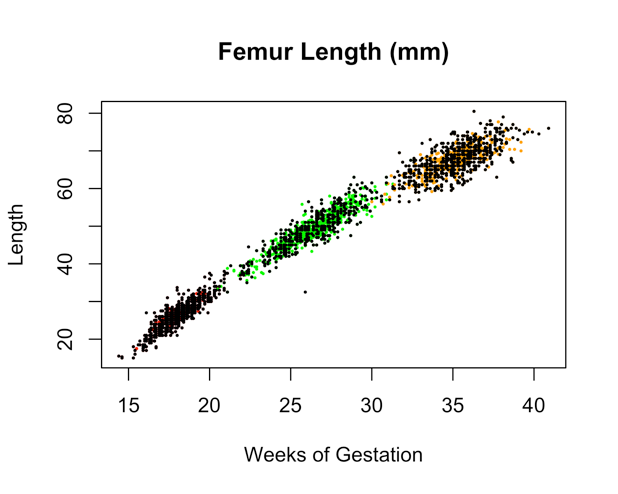 Femur Length (mm)
80
60
40
20
Length
15 20 25 30 35 40
Weeks of Gestation